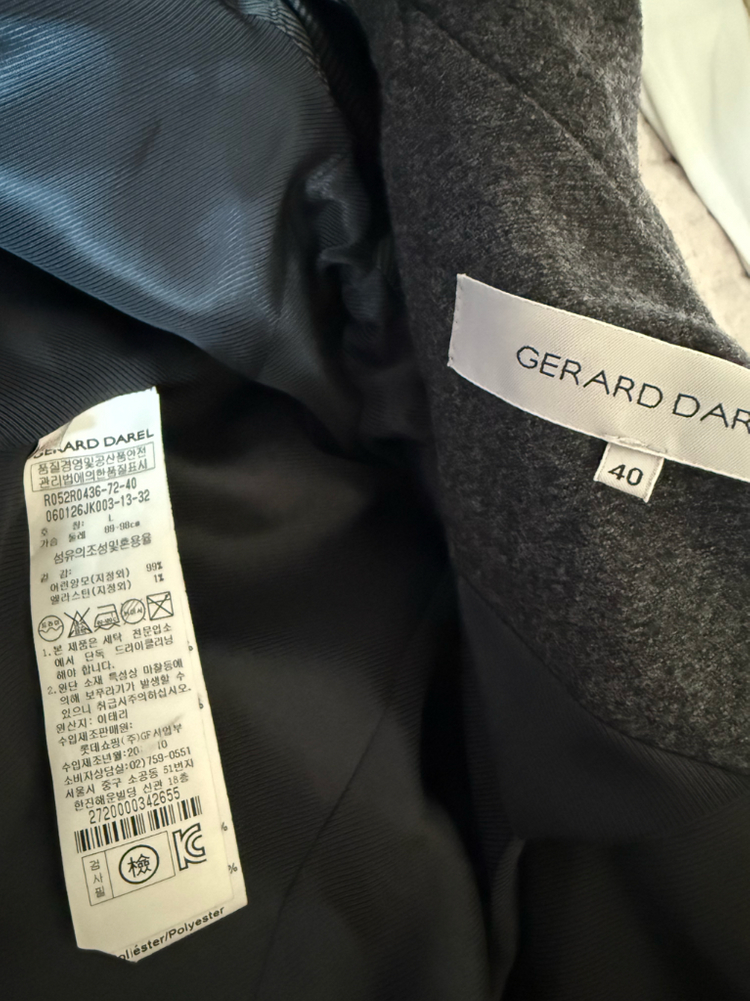 GERARD DAR
40
GERARD DAREL
품질경영및공산품안전
관리법에의한품질표시
R052R0436-72-40
060126JK003-13-32
호 칭: L
가슴 둘레 89-98cm
섬유의조성및혼용율
겉 감:
어린양모(지정외) 99%
엘라스탄(지정외) 1%
1.본 제품은 세탁 전문업소
에서 단독 드라이클리닝
해야 합니다.
2.원단 소재 특성상 마찰등에
의해 보푸라기가 발생할 수
있으니 취급시주의하십시오.
원산지: 이태리
수입제조판매원:
롯데쇼핑(주)GF사업부
수입제조년월:20 10
소비자상담실:02)759-0551
서울시 중구 소공동 51번지
한진해운빌딩 신관 18층
2720000342655
검사필
檢
%
%
oliéster/Polyester